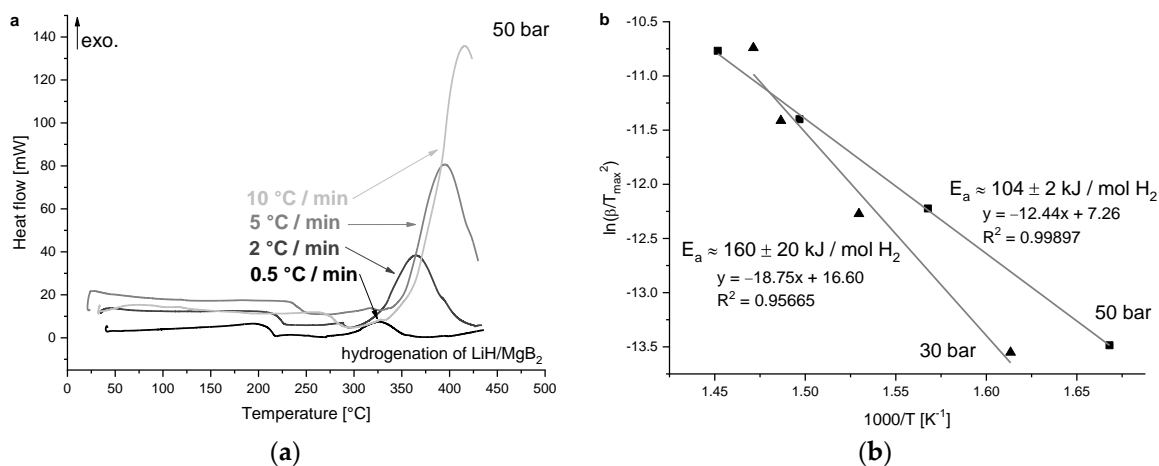 a
50 bar
exo.
140
120
100
80
60
40
20
0
Heat flow [mW]
10 °C / min
5 °C / min
2 °C / min
0.5 °C / min
hydrogenation of LiH/MgB₂
0 50 100 150 200 250 300 350 400 450 500
Temperature [°C]
(a)
b
-10.5
-11.0
-11.5
-12.0
-12.5
-13.0
-13.5
ln(β/Tmax²)
Eₐ ≈ 104 ± 2 kJ / mol H₂
y = −12.44x + 7.26
R² = 0.99897
Eₐ ≈ 160 ± 20 kJ / mol H₂
y = −18.75x + 16.60
R² = 0.95665
50 bar
30 bar
1.45 1.50 1.55 1.60 1.65
1000/T [K⁻¹]
(b)